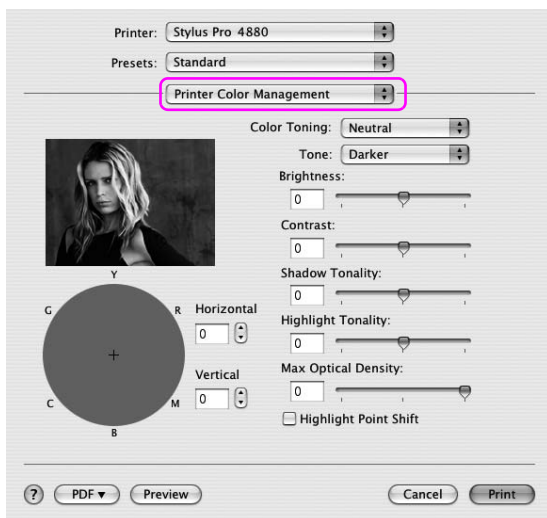 Printer: Stylus Pro 4880
Presets: Standard
Printer Color Management
Color Toning: Neutral
Tone: Darker
Brightness:
0
Contrast:
0
Shadow Tonality:
0
Highlight Tonality:
0
Max Optical Density:
0
Highlight Point Shift
Y
G R
C M
B
Horizontal
0
Vertical
0
? PDF▼ Preview Cancel Print